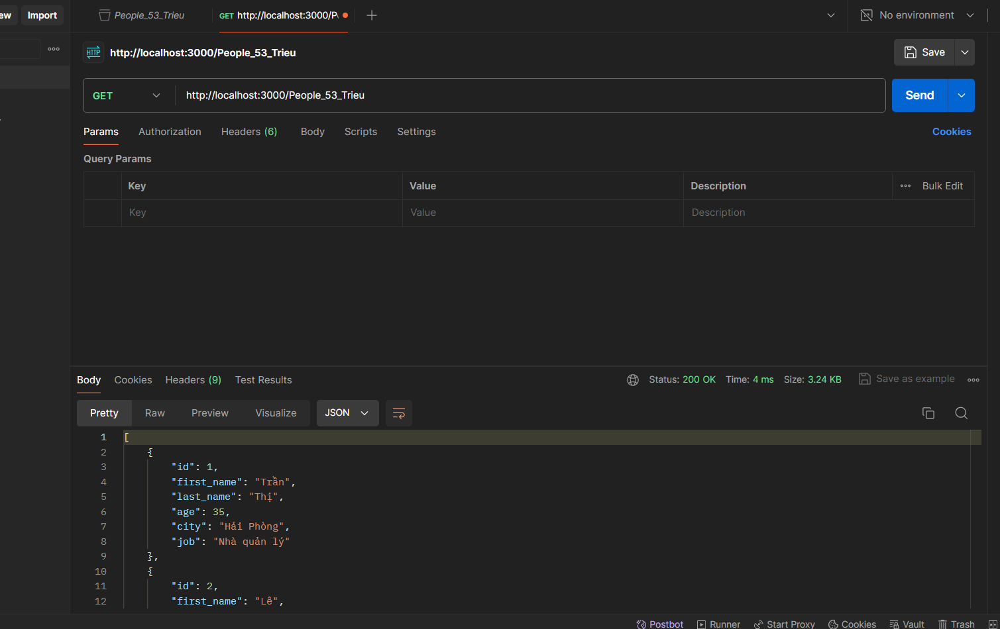 ew Import People_53_Trieu GET http://localhost:3000/P No environment
HTTP http://localhost:3000/People_53_Trieu Save
GET http://localhost:3000/People_53_Trieu Send
Params Authorization Headers (6) Body Scripts Settings Cookies
Query Params
Key Value Description Bulk Edit
Key Value Description
Body Cookies Headers (9) Test Results Status: 200 OK Time: 4 ms Size: 3.24 KB Save as example
Pretty Raw Preview Visualize JSON
1 [
2 {
3 "id": 1,
4 "first_name": "Trần",
5 "last_name": "Thị",
6 "age": 35,
7 "city": "Hải Phòng",
8 "job": "Nhà quản lý"
9 },
10 {
11 "id": 2,
12 "first_name": "Lê",
Postbot Runner Start Proxy Cookies Vault Trash